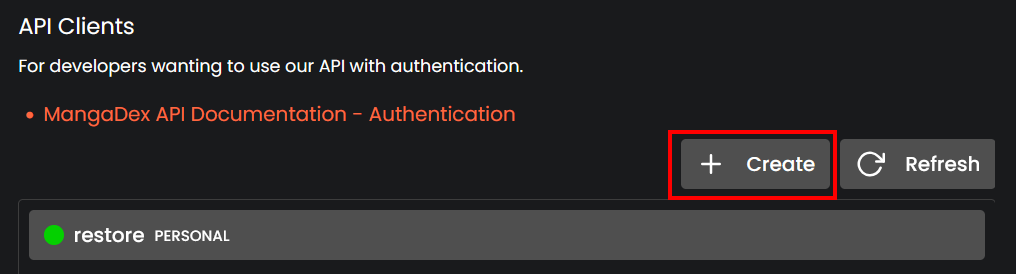 API Clients
For developers wanting to use our API with authentication.
• MangaDex API Documentation - Authentication
Create Refresh
restore PERSONAL